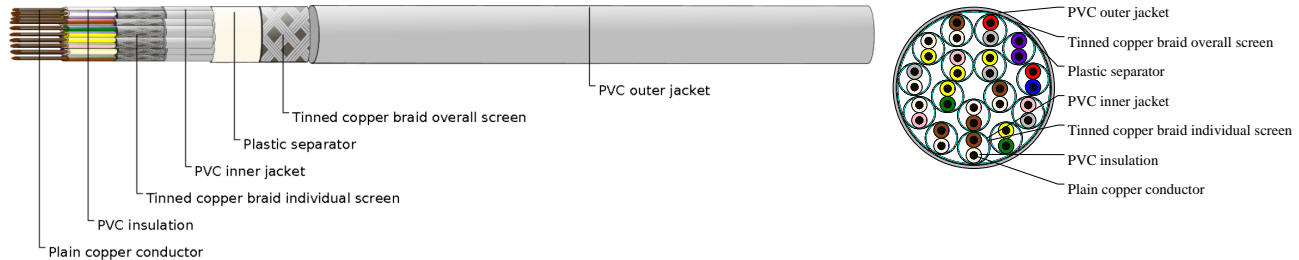 PVC outer jacket
Tinned copper braid overall screen
Plastic separator
PVC inner jacket
Tinned copper braid individual screen
PVC insulation
Plain copper conductor
PVC outer jacket
Tinned copper braid overall screen
Plastic separator
PVC inner jacket
Tinned copper braid individual screen
PVC insulation
Plain copper conductor